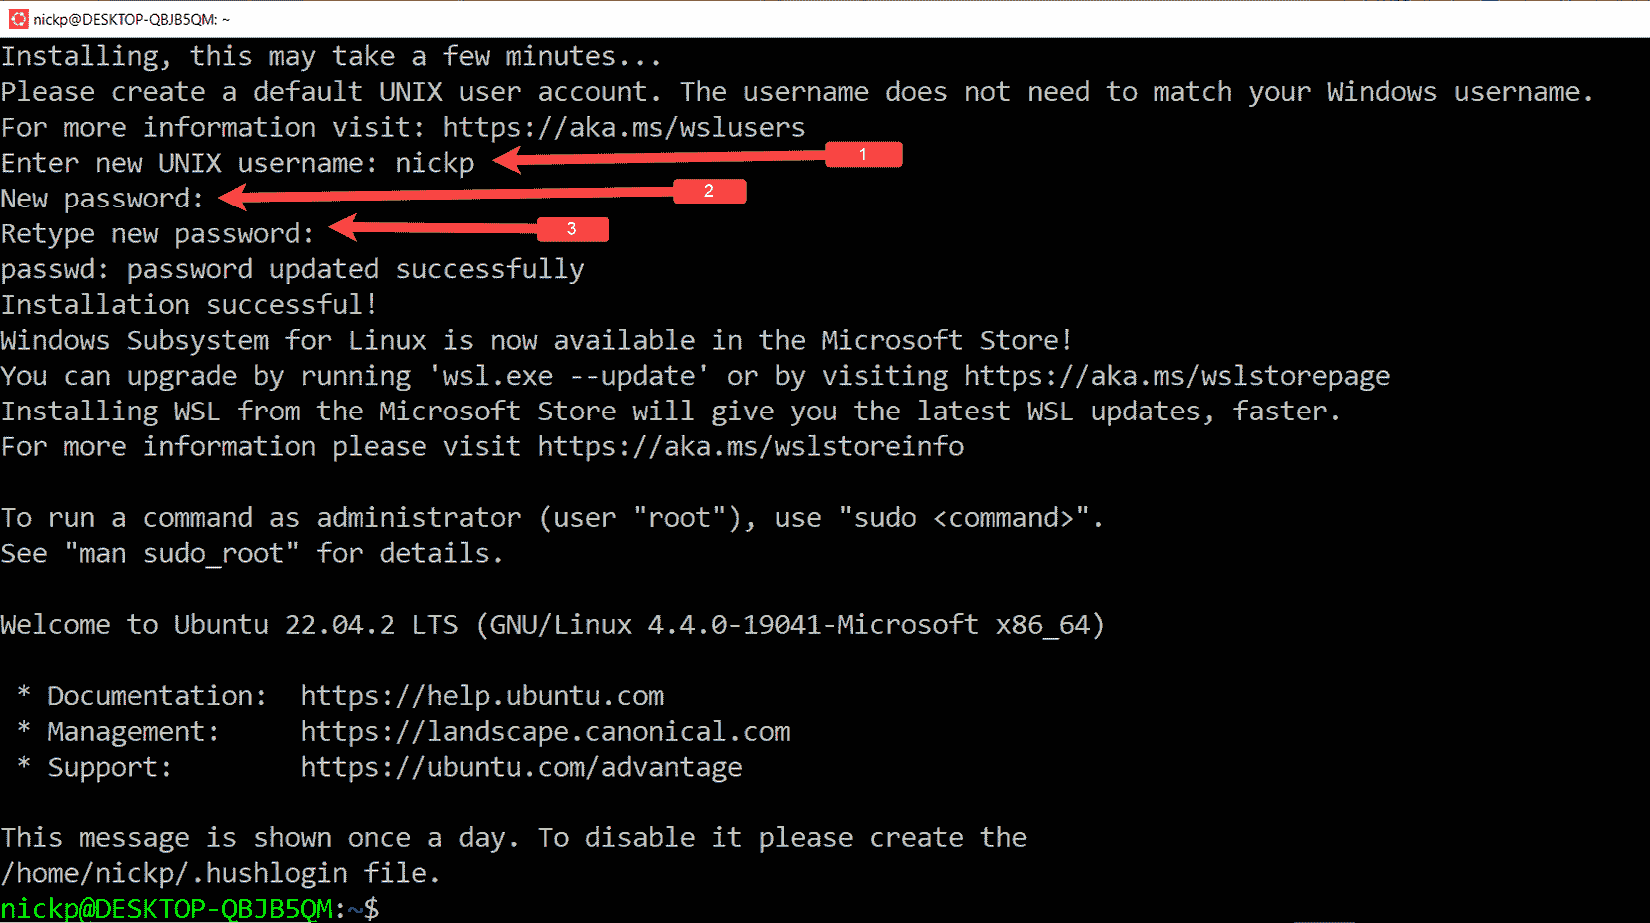 nickp@DESKTOP-QBJB5QM: ~
Installing, this may take a few minutes...
Please create a default UNIX user account. The username does not need to match your Windows username.
For more information visit: https://aka.ms/wslusers
Enter new UNIX username: nickp 1
New password: 2
Retype new password: 3
passwd: password updated successfully
Installation successful!
Windows Subsystem for Linux is now available in the Microsoft Store!
You can upgrade by running 'wsl.exe --update' or by visiting https://aka.ms/wslstorepage
Installing WSL from the Microsoft Store will give you the latest WSL updates, faster.
For more information please visit https://aka.ms/wslstoreinfo
To run a command as administrator (user "root"), use "sudo <command>".
See "man sudo_root" for details.
Welcome to Ubuntu 22.04.2 LTS (GNU/Linux 4.4.0-19041-Microsoft x86_64)
* Documentation: https://help.ubuntu.com
* Management: https://landscape.canonical.com
* Support: https://ubuntu.com/advantage
This message is shown once a day. To disable it please create the
/home/nickp/.hushlogin file.
nickp@DESKTOP-QBJB5QM:~$